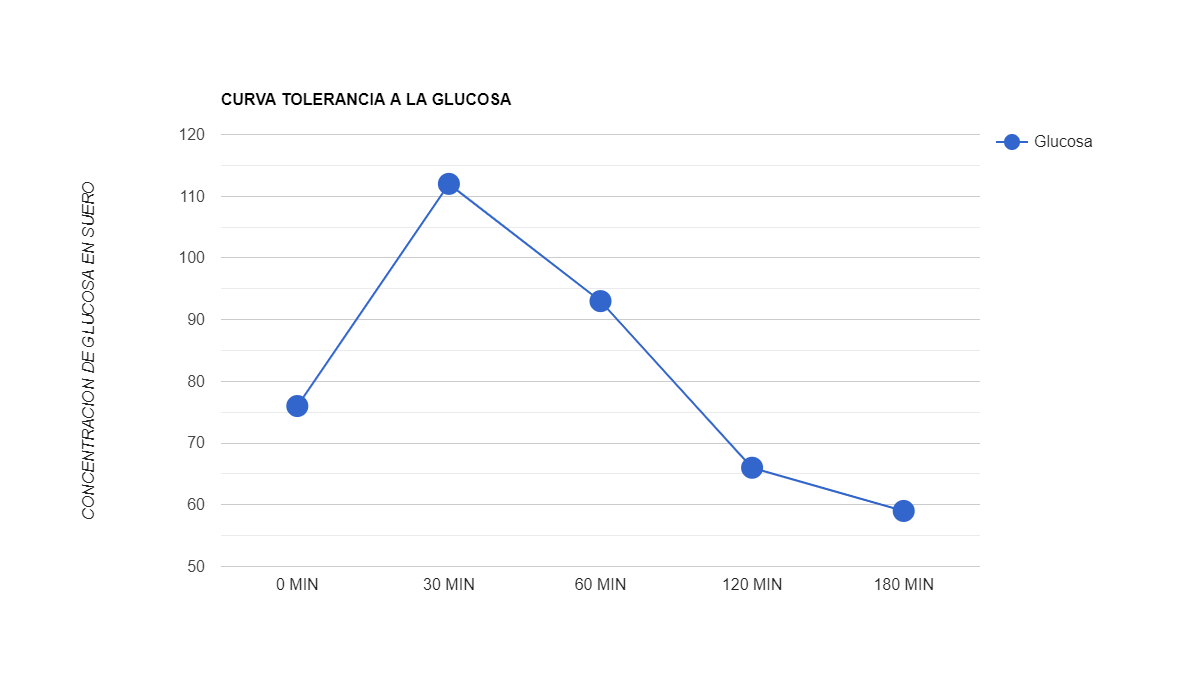 CURVA TOLERANCIA A LA GLUCOSA
Glucosa
CONCENTRACION DE GLUCOSA EN SUERO
120
110
100
90
80
70
60
50
0 MIN 30 MIN 60 MIN 120 MIN 180 MIN